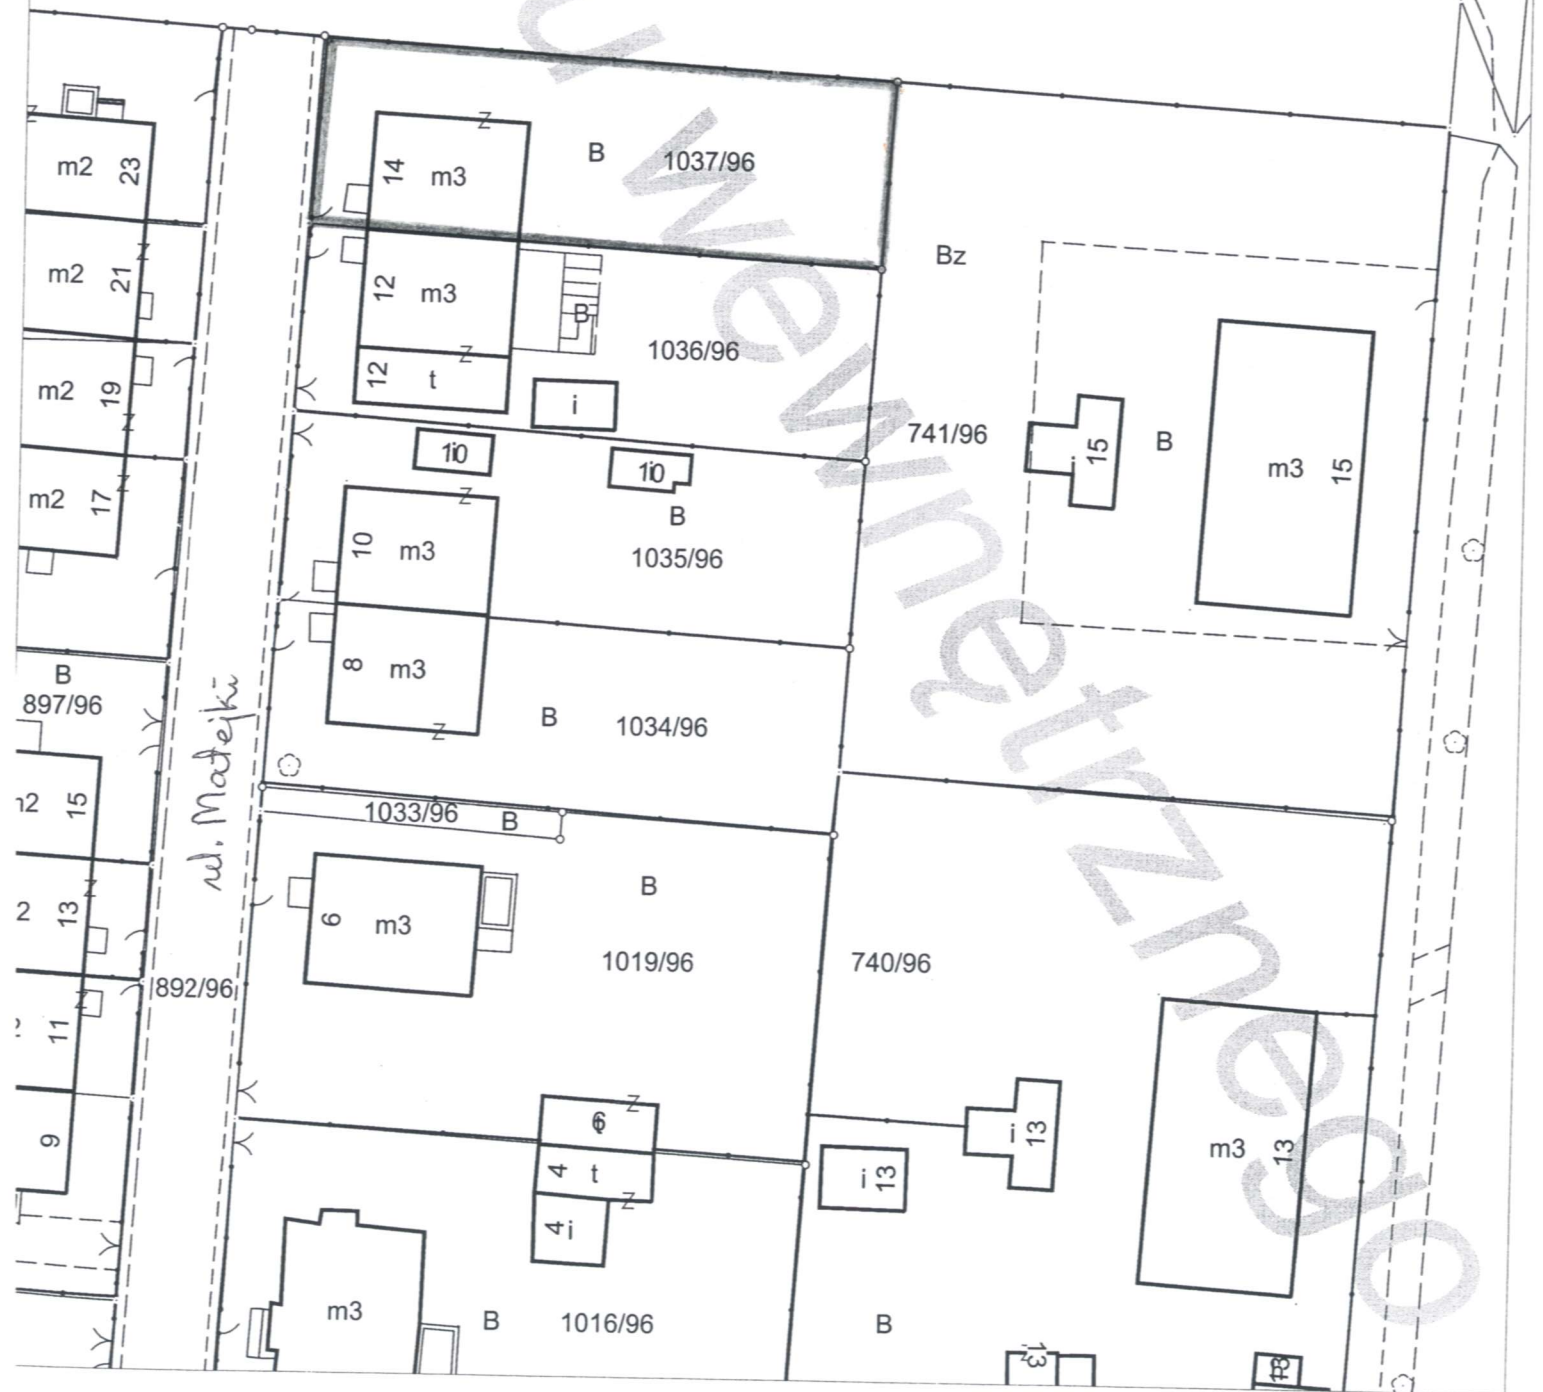 u wewnętrznego
m2 23
14 m3
B 1037/96
m2 21
12 m3
Z
B
1036/96
Bz
m2 19
12 t
i
741/96
15
B
m3 15
m2 17
i 10
i 10
B
10 m3
1035/96
8 m3
B 1034/96
B
897/96
ul. Matejki
1033/96 B
15
6 m3
B
1019/96
740/96
13
892/96
11
6
9
4 t
4 i
i 13
i 13
m3 13
m3
B 1016/96
B
13
13